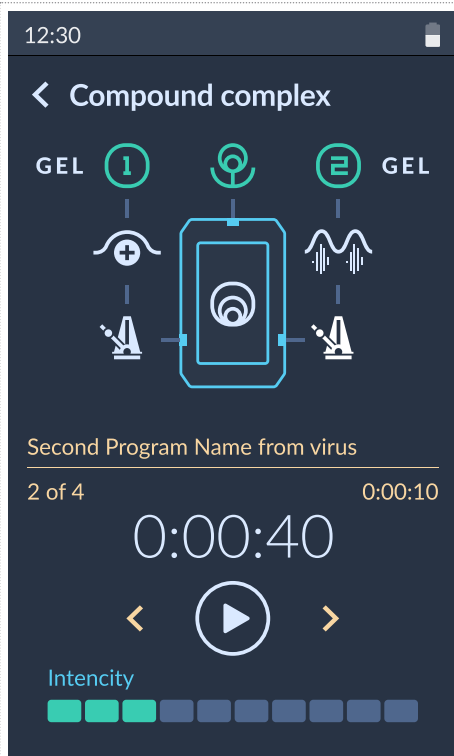 12:30
Compound complex
GEL 1 2 GEL
Second Program Name from virus
2 of 4 0:00:10
0:00:40
Intencity